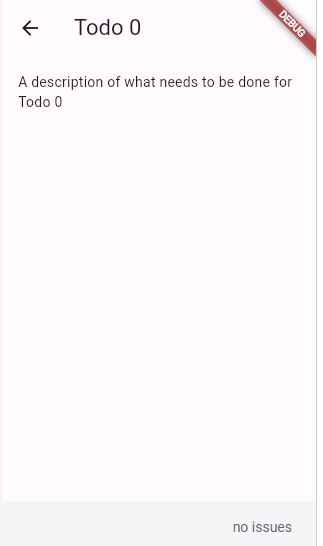 Todo 0
DEBUG
A description of what needs to be done for
Todo 0
no issues